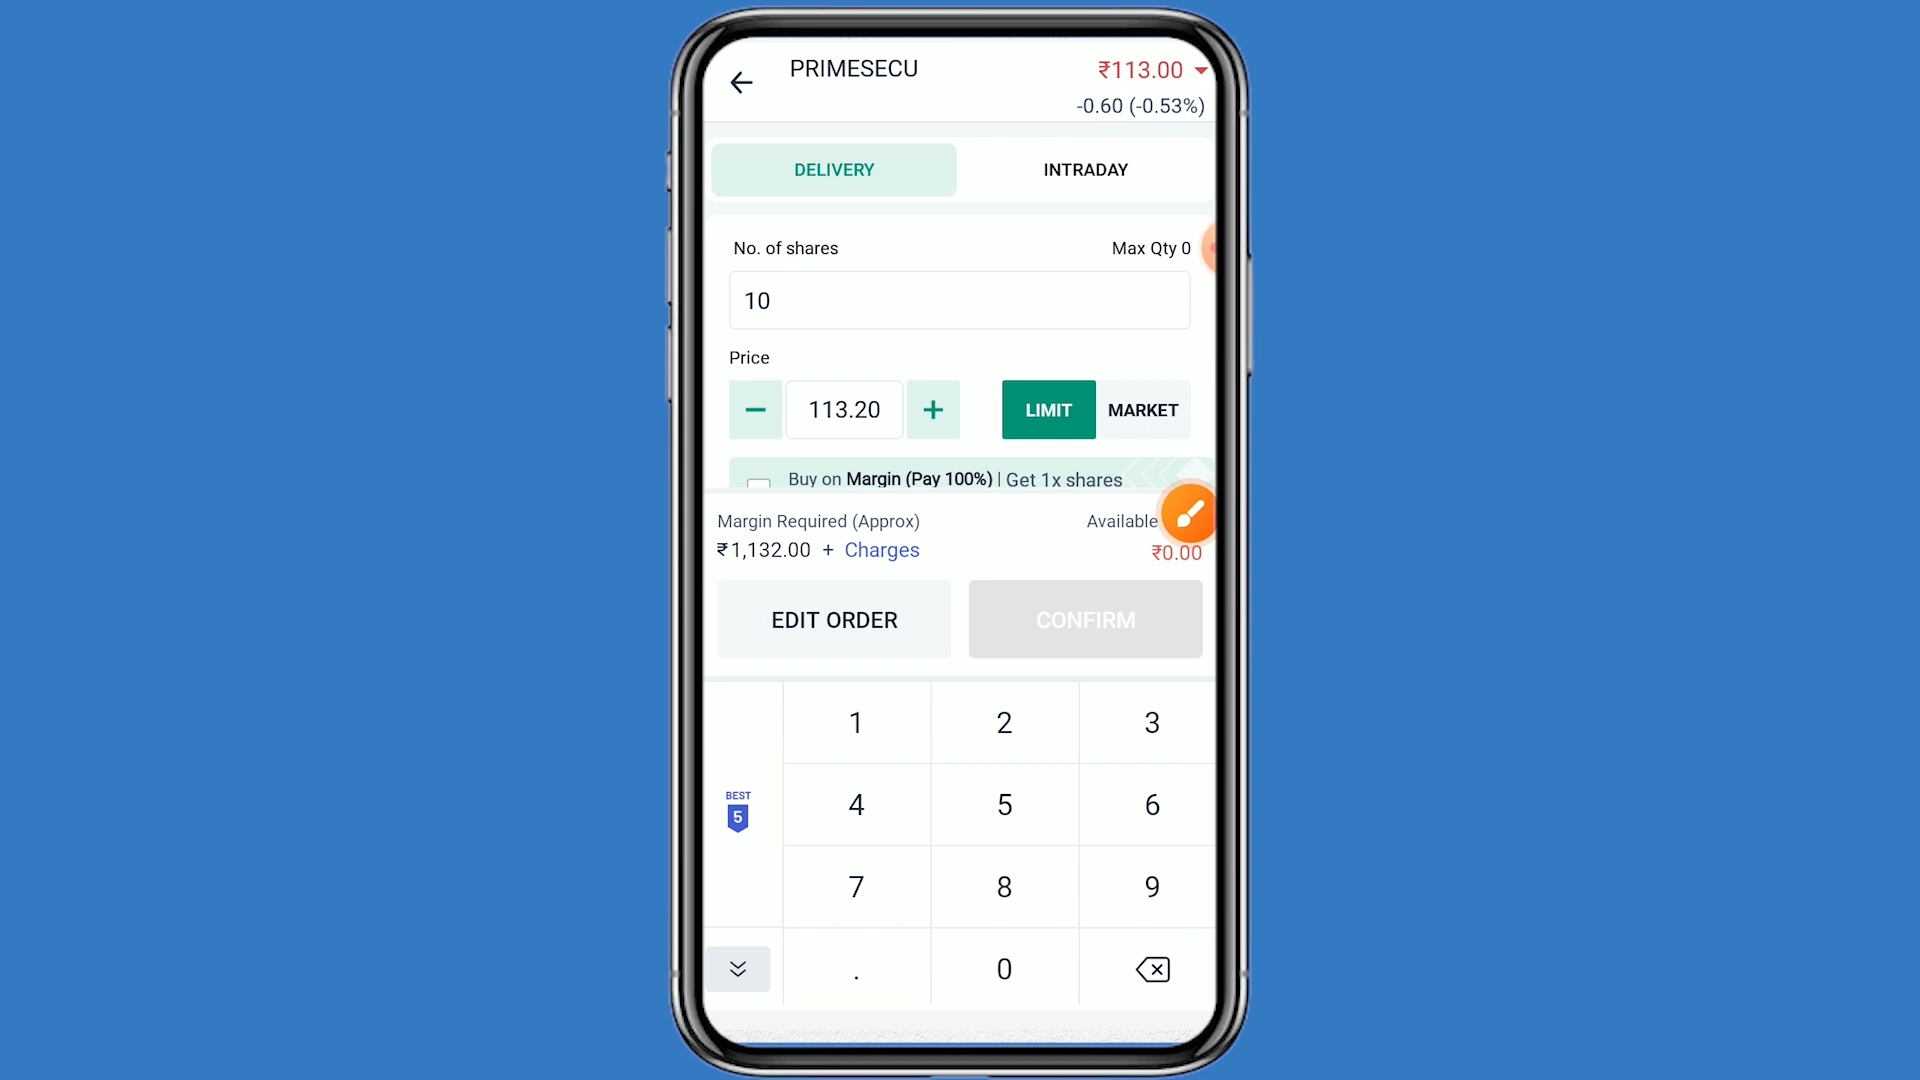 PRIMESECU
₹113.00
-0.60 (-0.53%)
DELIVERY
INTRADAY
No. of shares
Max Qty 0
10
Price
113.20
LIMIT
MARKET
Buy on Margin (Pay 100%) | Get 1x shares
Margin Required (Approx)
Available
₹1,132.00 + Charges
₹0.00
EDIT ORDER
CONFIRM
1 2 3
BEST
5
4 5 6
7 8 9
. 0